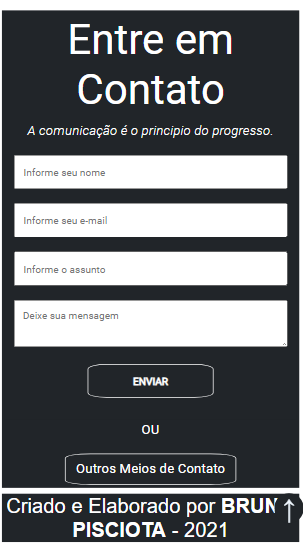 Entre em
Contato
A comunicação é o principio do progresso.
Informe seu nome
Informe seu e-mail
Informe o assunto
Deixe sua mensagem
ENVIAR
OU
Outros Meios de Contato
Criado e Elaborado por BRUN
PISCIOTA - 2021